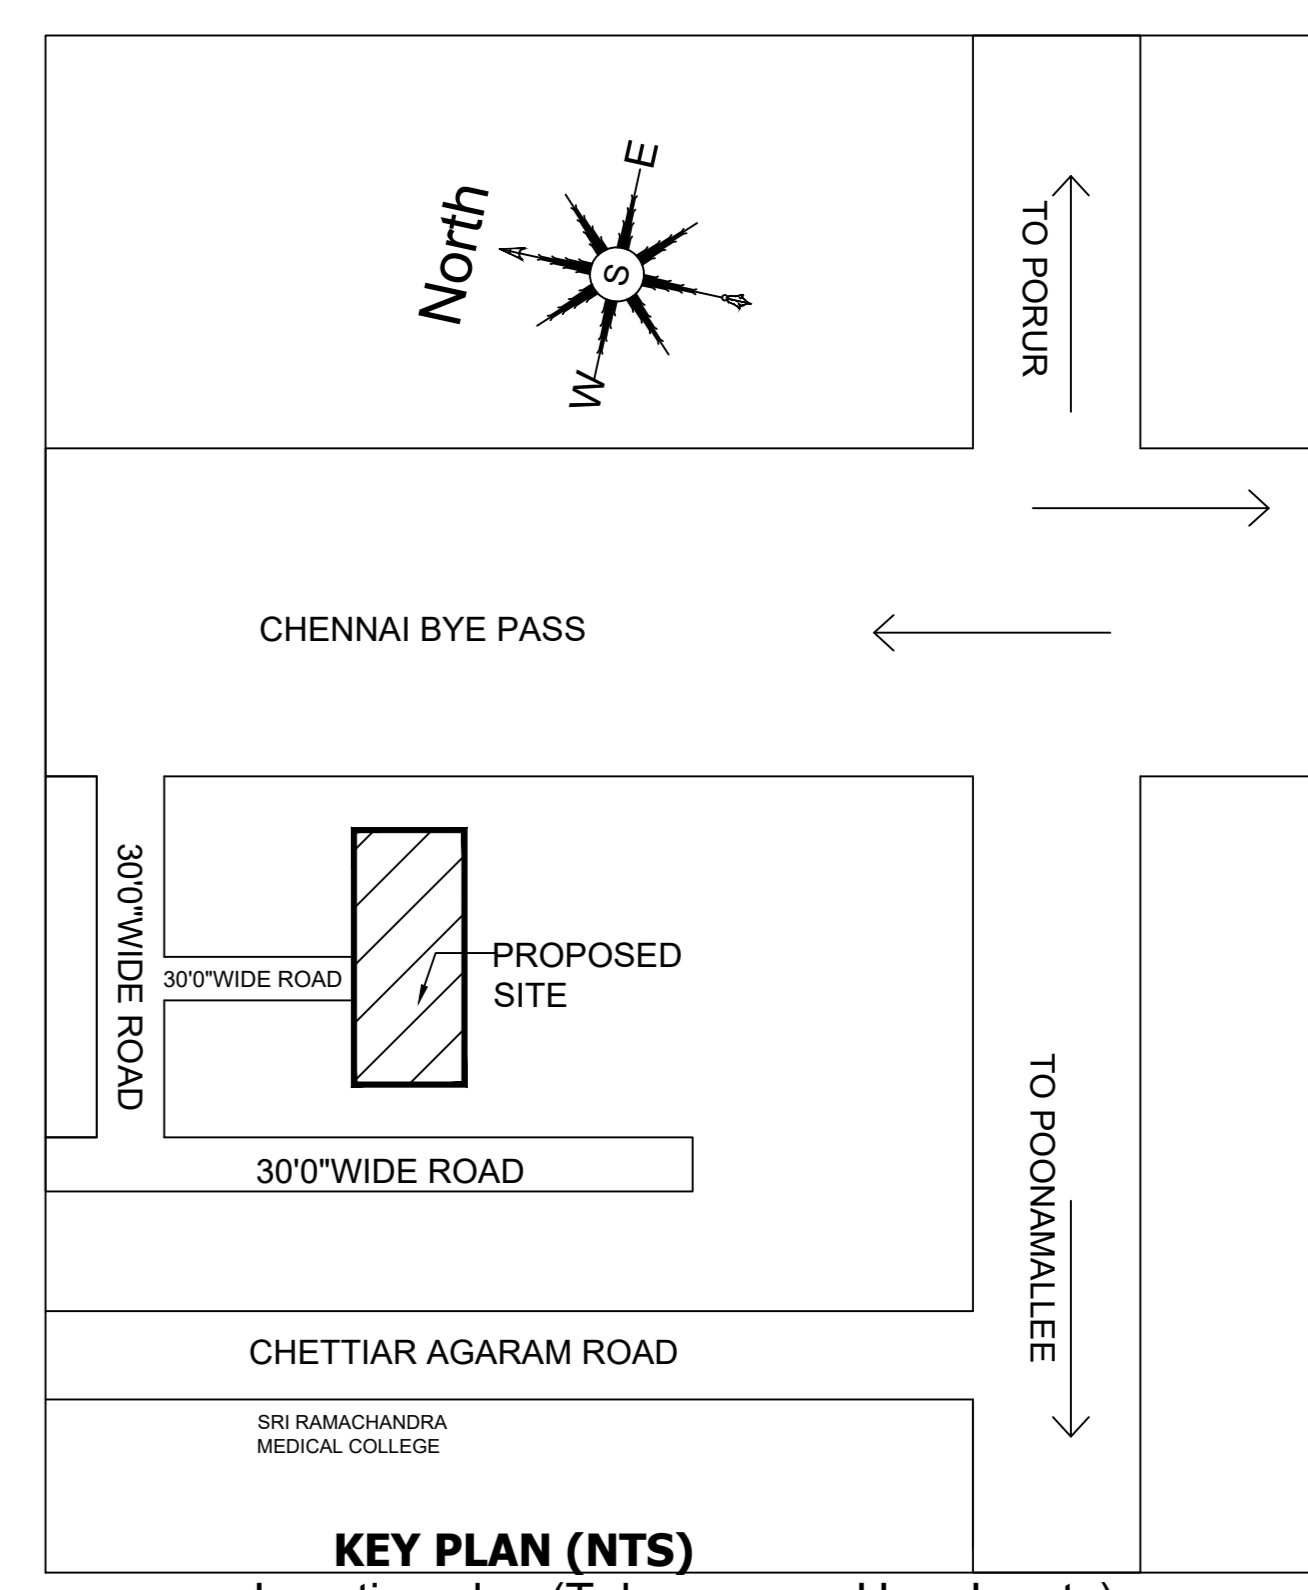 E
North
S
W
TO PORUR
CHENNAI BYE PASS
30'0"WIDE ROAD
30'0"WIDE ROAD
PROPOSED
SITE
TO POONAMALLEE
30'0"WIDE ROAD
CHETTIAR AGARAM ROAD
SRI RAMACHANDRA
MEDICAL COLLEGE
KEY PLAN (NTS)